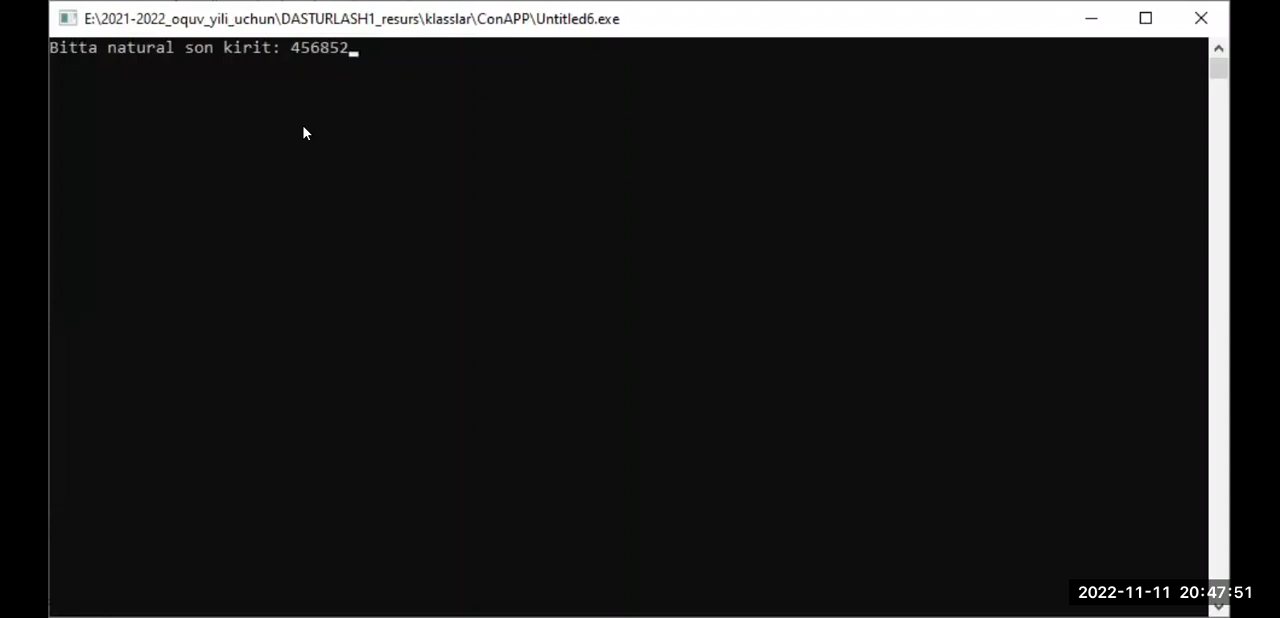 E:\2021-2022_oquv_yili_uchun\DASTURLASH1_resurs\klasslar\ConAPP\Untitled6.exe
Bitta natural son kirit: 456852
2022-11-11 20:47:51